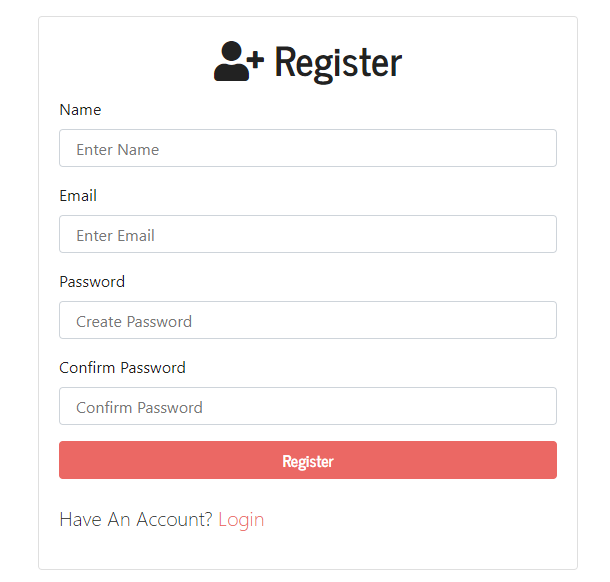 Register
Name
Enter Name
Email
Enter Email
Password
Create Password
Confirm Password
Confirm Password
Register
Have An Account? Login